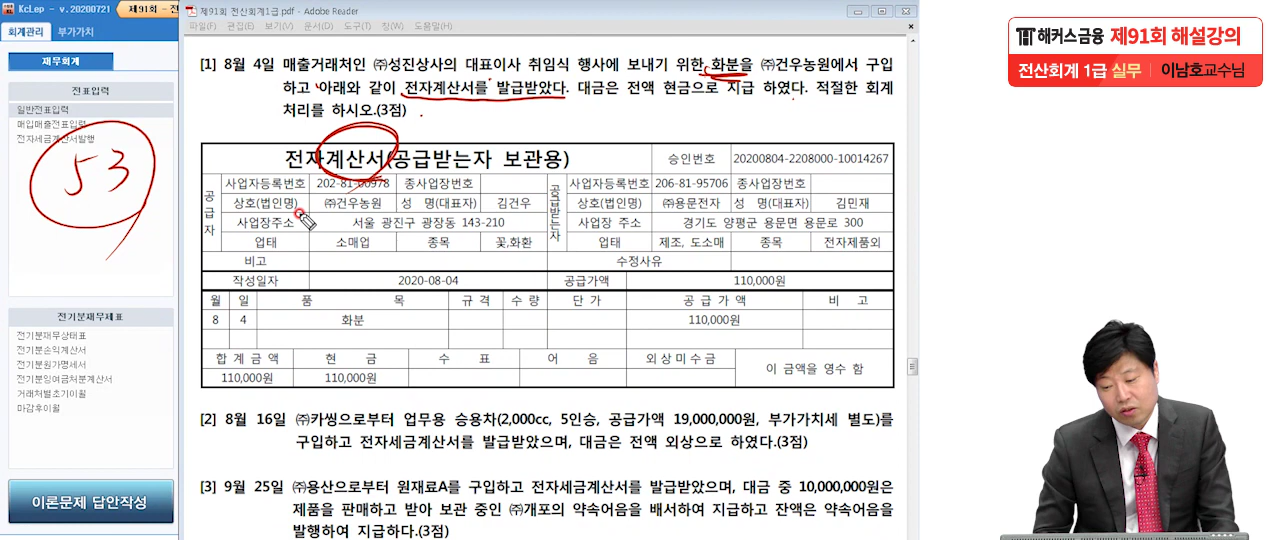 KcLep - v.20200721
제91회 - 전
회계관리
부가가치
재무회계
전표입력
일반전표입력
매입매출전표입력
전자세금계산서발행
53
전기분재무제표
전기분재무상태표
전기분손익계산서
전기분원가명세서
전기분잉여금처분계산서
거래처별초기이월
마감후이월
이론문제 답안작성
제91회 전산회계1급.pdf - Adobe Reader
파일(F) 편집(E) 보기(V) 문서(D) 도구(T) 창(W) 도움말(H)
[1] 8월 4일 매출거래처인 ㈜성진상사의 대표이사 취임식 행사에 보내기 위한 화분을 ㈜건우농원에서 구입
하고 아래와 같이 전자계산서를 발급받았다. 대금은 전액 현금으로 지급 하였다. 적절한 회계
처리를 하시오.(3점)
전자계산서(공급받는자 보관용) 승인번호 20200804-2208000-10014267
공급자 사업자등록번호 202-81-00978 종사업장번호 공급받는자 사업자등록번호 206-81-95706 종사업장번호
상호(법인명) ㈜건우농원 성 명(대표자) 김건우 상호(법인명) ㈜용문전자 성 명(대표자) 김민재
사업장주소 서울 광진구 광장동 143-210 사업장 주소 경기도 양평군 용문면 용문로 300
업태 소매업 종목 꽃,화환 업태 제조, 도소매 종목 전자제품외
비고 수정사유
작성일자 2020-08-04 공급가액 110,000원
월 일 품 목 규격 수량 단가 공급가액 비고
8 4 화분 110,000원
합계금액 현금 수표 어음 외상미수금 이 금액을 영수 함
110,000원 110,000원
[2] 8월 16일 ㈜카씽으로부터 업무용 승용차(2,000cc, 5인승, 공급가액 19,000,000원, 부가가치세 별도)를
구입하고 전자세금계산서를 발급받았으며, 대금은 전액 외상으로 하였다.(3점)
[3] 9월 25일 ㈜용산으로부터 원재료A를 구입하고 전자세금계산서를 발급받았으며, 대금 중 10,000,000원은
제품을 판매하고 받아 보관 중인 ㈜개포의 약속어음을 배서하여 지급하고 잔액은 약속어음을
발행하여 지급하다.(3점)
해커스금융 제91회 해설강의
전산회계 1급 실무 이남호교수님